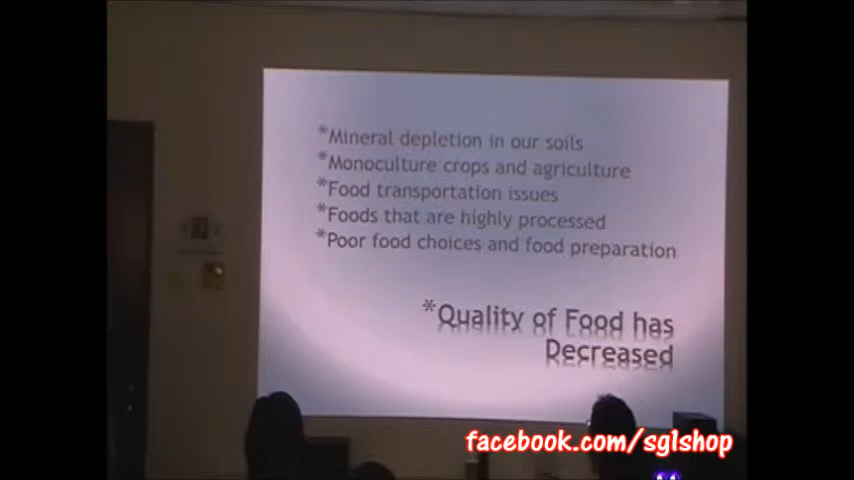 *Mineral depletion in our soils
*Monoculture crops and agriculture
*Food transportation issues
*Foods that are highly processed
*Poor food choices and food preparation
*Quality of Food has
Decreased
facebook.com/sg1shop